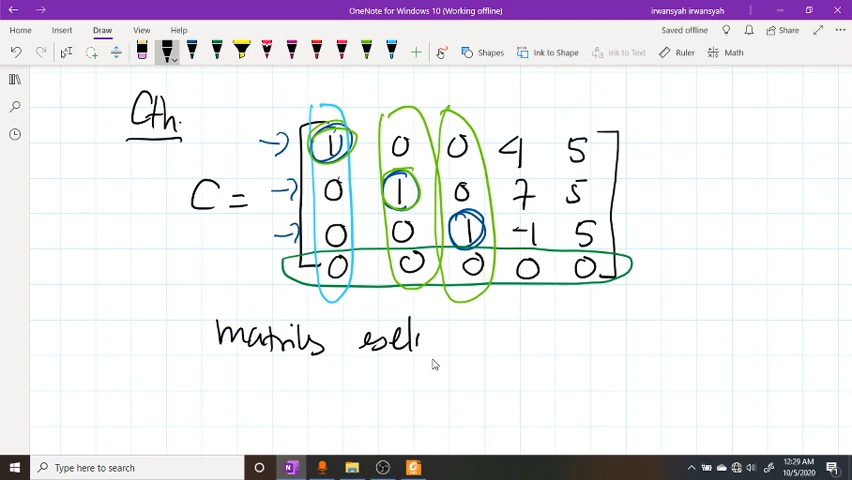 OneNote for Windows 10 (Working offline)
irwansyah irwansyah
Home Insert Draw View Help
Saved offline Share
Shapes Ink to Shape Ink to Text Ruler Math
Cth.
1 0 0 4 5
C = 0 1 0 7 5
0 0 1 -1 5
0 0 0 0 0
matriks esel
Type here to search
12:29 AM
10/5/2020